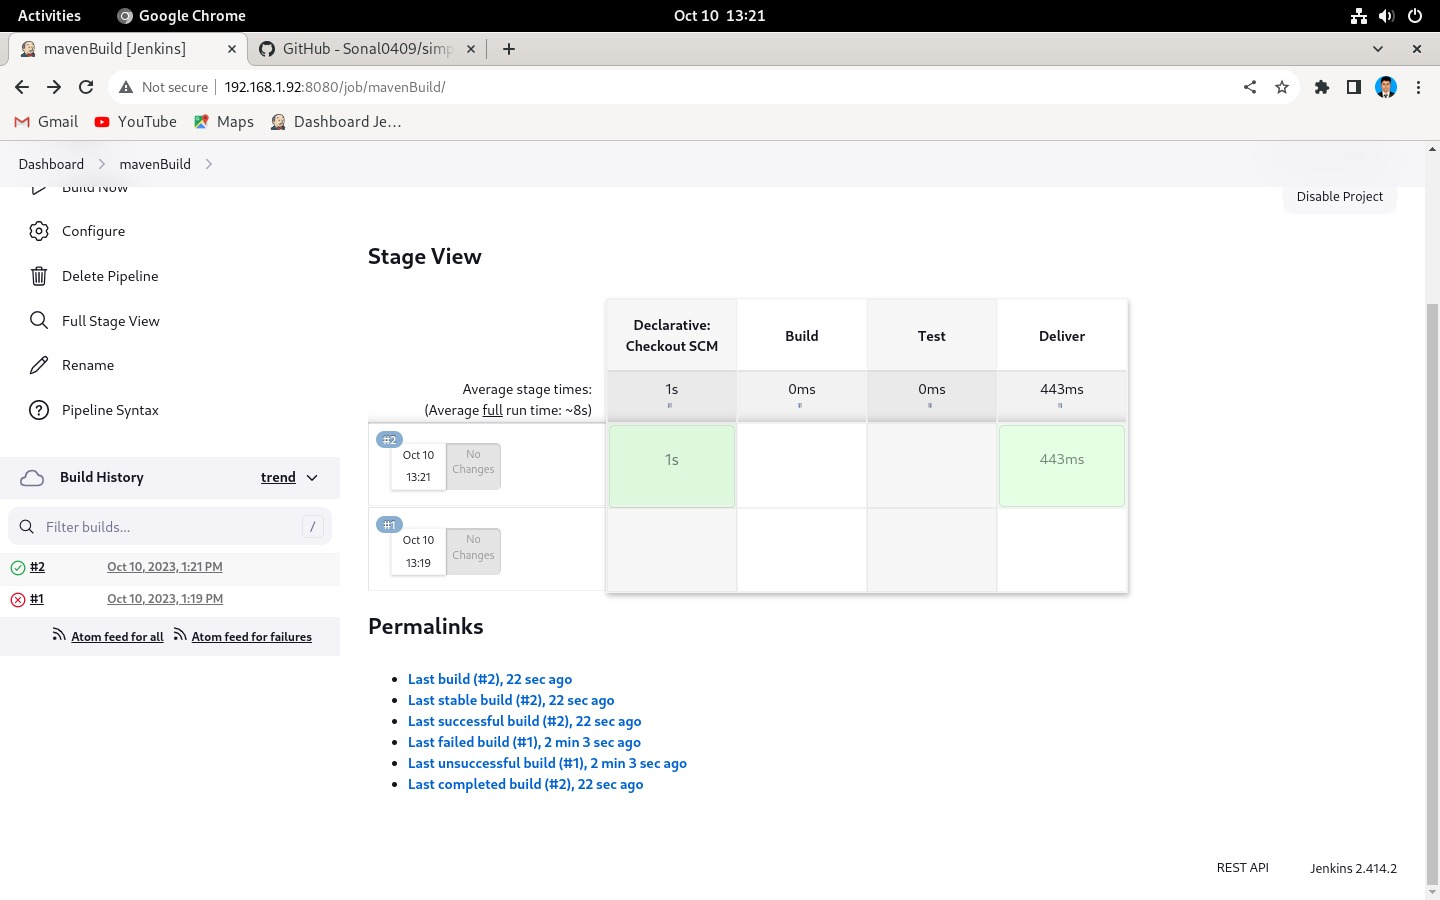 Activities
Google Chrome
Oct 10 13:21
mavenBuild [Jenkins]
GitHub - Sonal0409/simp
Not secure
192.168.1.92:8080/job/mavenBuild/
Gmail
YouTube
Maps
Dashboard Je...
Dashboard
mavenBuild
Build Now
Disable Project
Configure
Delete Pipeline
Full Stage View
Rename
Pipeline Syntax
Build History
trend
Filter builds...
/
#2
Oct 10, 2023, 1:21 PM
#1
Oct 10, 2023, 1:19 PM
Atom feed for all
Atom feed for failures
Stage View
Declarative:
Checkout SCM
Build
Test
Deliver
Average stage times:
(Average full run time: ~8s)
1s
0ms
0ms
443ms
#2
Oct 10
13:21
No
Changes
1s
443ms
#1
Oct 10
13:19
No
Changes
Permalinks
Last build (#2), 22 sec ago
Last stable build (#2), 22 sec ago
Last successful build (#2), 22 sec ago
Last failed build (#1), 2 min 3 sec ago
Last unsuccessful build (#1), 2 min 3 sec ago
Last completed build (#2), 22 sec ago
REST API
Jenkins 2.414.2